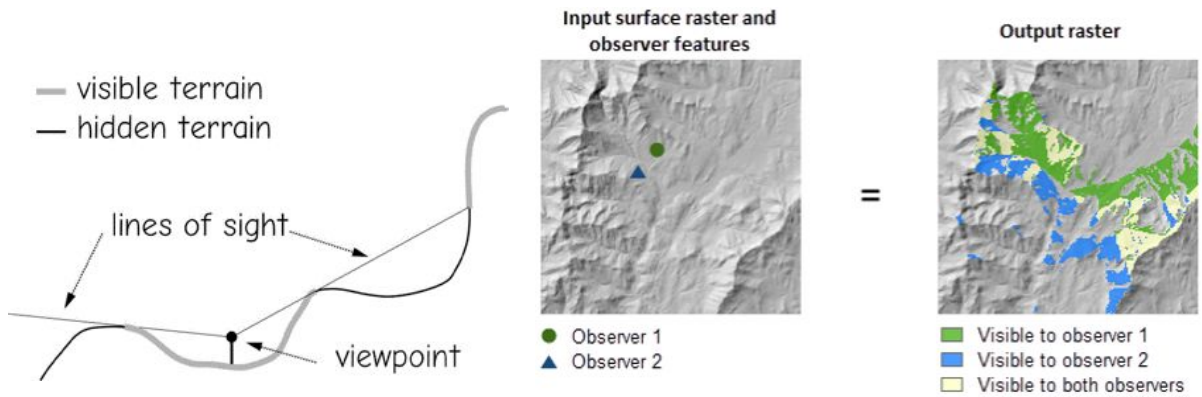 visible terrain
hidden terrain
lines of sight
viewpoint
Input surface raster and
observer features
Observer 1
Observer 2
=
Output raster
Visible to observer 1
Visible to observer 2
Visible to both observers